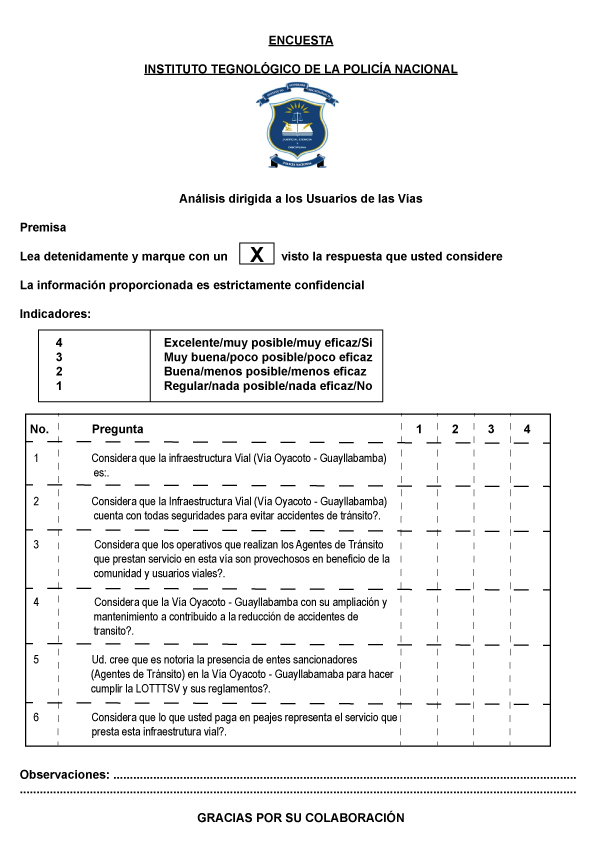 ENCUESTA
INSTITUTO TEGNOLÓGICO DE LA POLICÍA NACIONAL
POLICÍA NACIONAL
Análisis dirigida a los Usuarios de las Vías
Premisa
Lea detenidamente y marque con un X visto la respuesta que usted considere
La información proporcionada es estrictamente confidencial
Indicadores:
4 Excelente/muy posible/muy eficaz/Si
3 Muy buena/poco posible/poco eficaz
2 Buena/menos posible/menos eficaz
1 Regular/nada posible/nada eficaz/No
No. Pregunta 1 2 3 4
1 Considera que la infraestructura Vial (Via Oyacoto - Guayllabamba)
es:.
2 Considera que la Infraestructura Vial (Via Oyacoto - Guayllabamba)
cuenta con todas seguridades para evitar accidentes de tránsito?.
3 Considera que los operativos que realizan los Agentes de Tránsito
que prestan servicio en esta vía son provechosos en beneficio de la
comunidad y usuarios viales?.
4 Considera que la Vía Oyacoto - Guayllabamba con su ampliación y
mantenimiento a contribuido a la reducción de accidentes de
transito?.
5 Ud. cree que es notoria la presencia de entes sancionadores
(Agentes de Tránsito) en la Vía Oyacoto - Guayllabamaba para hacer
cumplir la LOTTTSV y sus reglamentos?.
6 Considera que lo que usted paga en peajes representa el servicio que
presta esta infraestrutura vial?.
Observaciones: ..........................................................................................................................................
..........................................................................................................................................................................
GRACIAS POR SU COLABORACIÓN